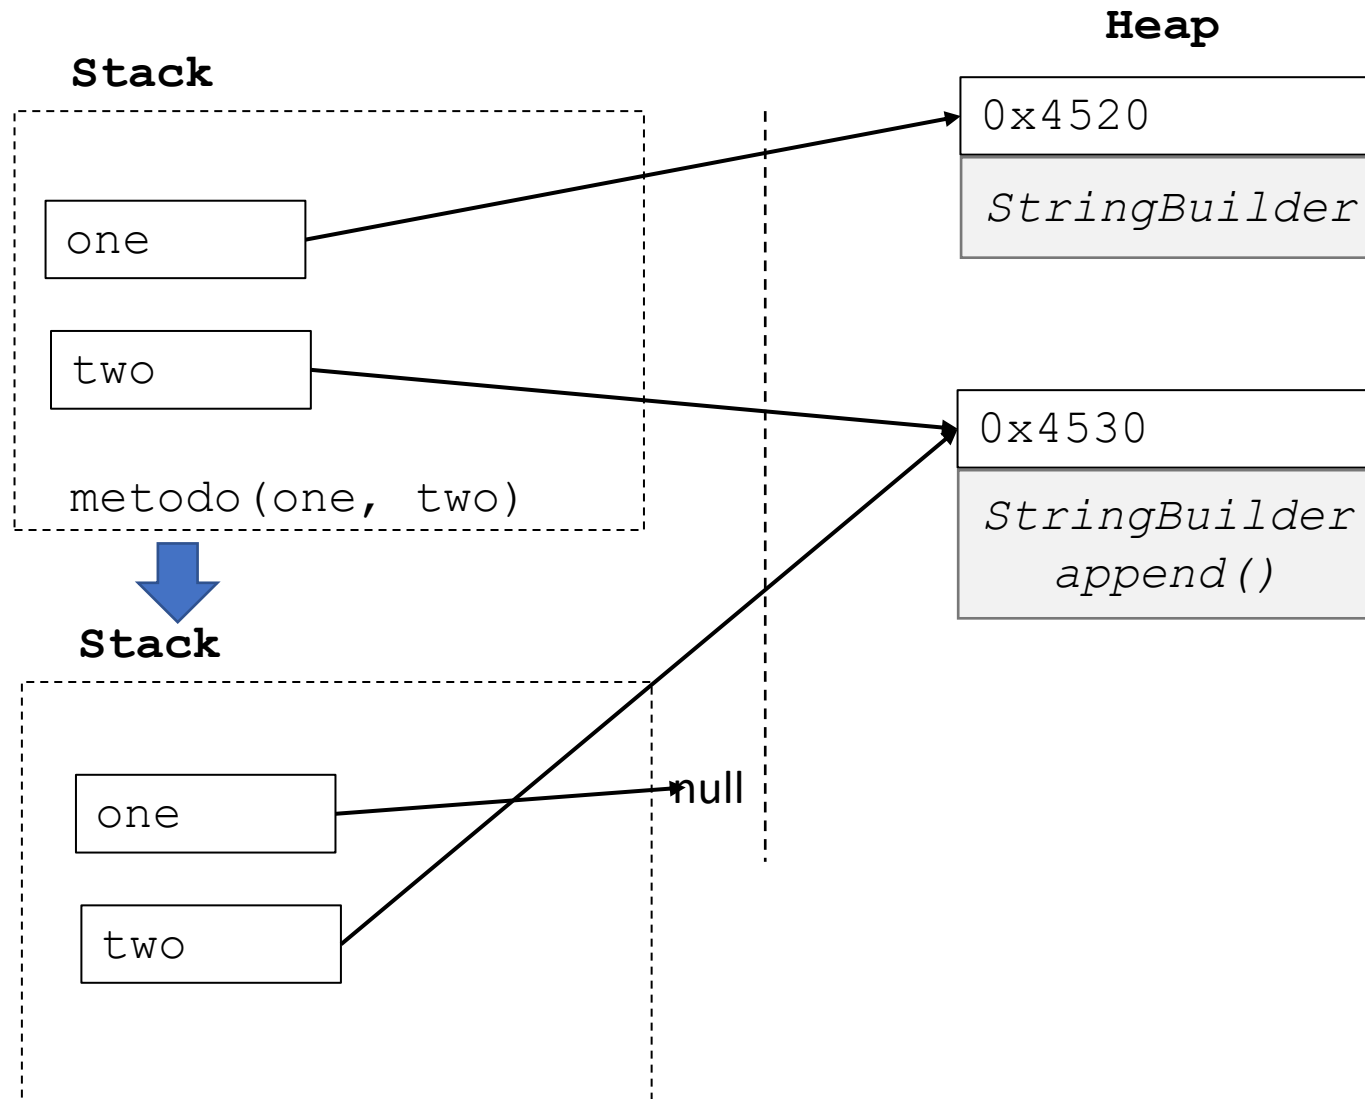 Heap
Stack
0x4520
StringBuilder
one
two
0x4530
metodo(one, two)
StringBuilder
append()
Stack
null
one
two